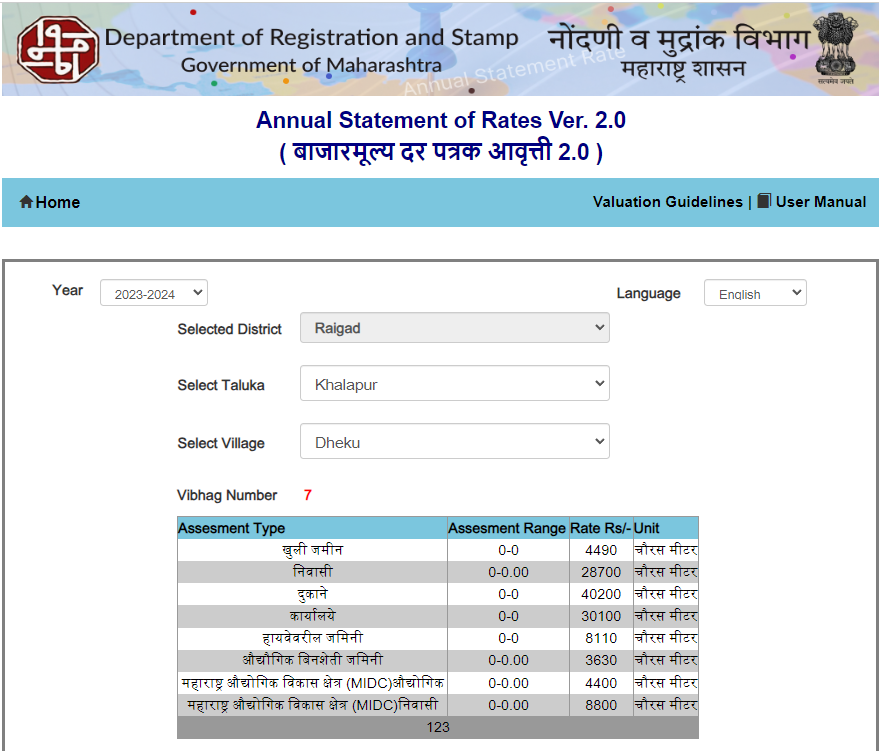 Department of Registration and Stamp
Government of Maharashtra
नोंदणी व मुद्रांक विभाग
महाराष्ट्र शासन
सत्यमेव जयते
Annual Statement Rate
Annual Statement of Rates Ver. 2.0
( बाजारमूल्य दर पत्रक आवृत्ती 2.0 )
Home Valuation Guidelines | User Manual
Year 2023-2024 Language English
Selected District Raigad
Select Taluka Khalapur
Select Village Dheku
Vibhag Number 7
Assesment Type Assesment Range Rate Rs/- Unit
खुली जमीन 0-0 4490 चौरस मीटर
निवासी 0-0.00 28700 चौरस मीटर
दुकाने 0-0 40200 चौरस मीटर
कार्यालये 0-0 30100 चौरस मीटर
हायवेवरील जमिनी 0-0 8110 चौरस मीटर
औद्यौगिक बिनशेती जमिनी 0-0.00 3630 चौरस मीटर
महाराष्ट्र औद्योगिक विकास क्षेत्र (MIDC)औद्योगिक 0-0.00 4400 चौरस मीटर
महाराष्ट्र औद्योगिक विकास क्षेत्र (MIDC)निवासी 0-0.00 8800 चौरस मीटर
123